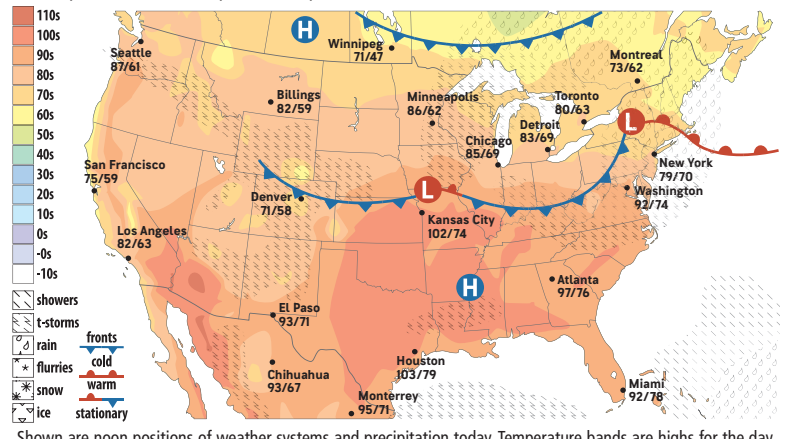 110s
100s
90s
80s
70s
60s
50s
40s
30s
20s
10s
0s
-0s
-10s
showers
t-storms
rain
flurries
snow
ice
fronts
cold
warm
stationary
H
Winnipeg
71/47
Seattle
87/61
Montreal
73/62
Billings
82/59
Minneapolis
86/62
Toronto
80/63
L
Detroit
83/69
Chicago
85/69
San Francisco
75/59
New York
79/70
Denver
71/58
L
Washington
92/74
Kansas City
102/74
Los Angeles
82/63
H
Atlanta
97/76
El Paso
93/71
Houston
103/79
Chihuahua
93/67
Miami
92/78
Monterrey
95/71
Shown are noon positions of weather systems and precipitation today. Temperature bands are highs for the day.